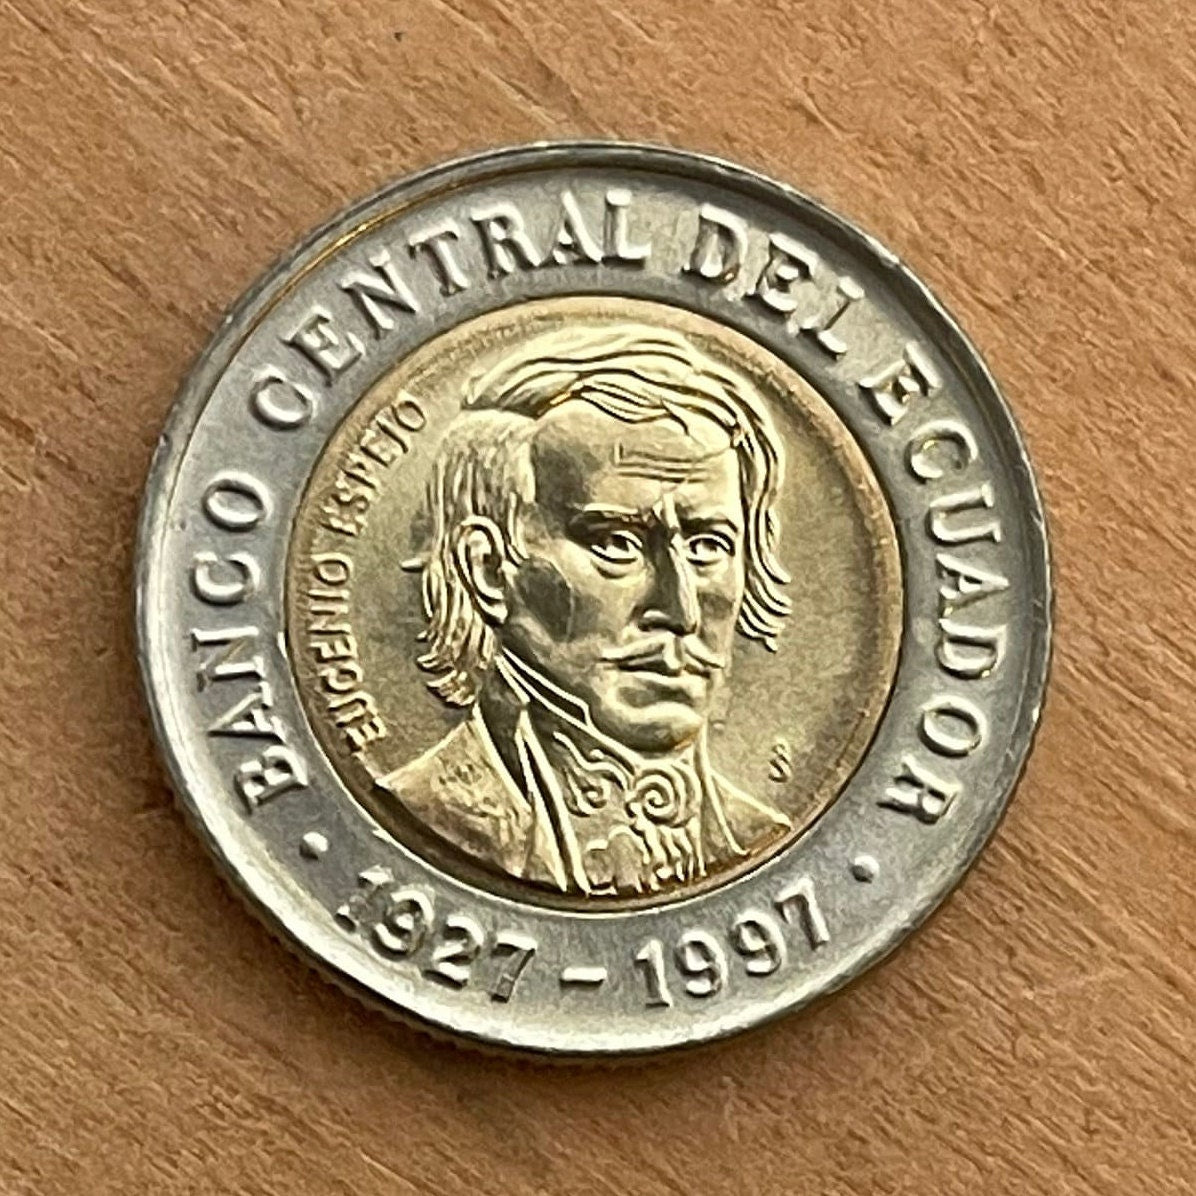 BANCO CENTRAL DEL ECUADOR
EUGENIO ESPEJO
S
• 1927 - 1997 •